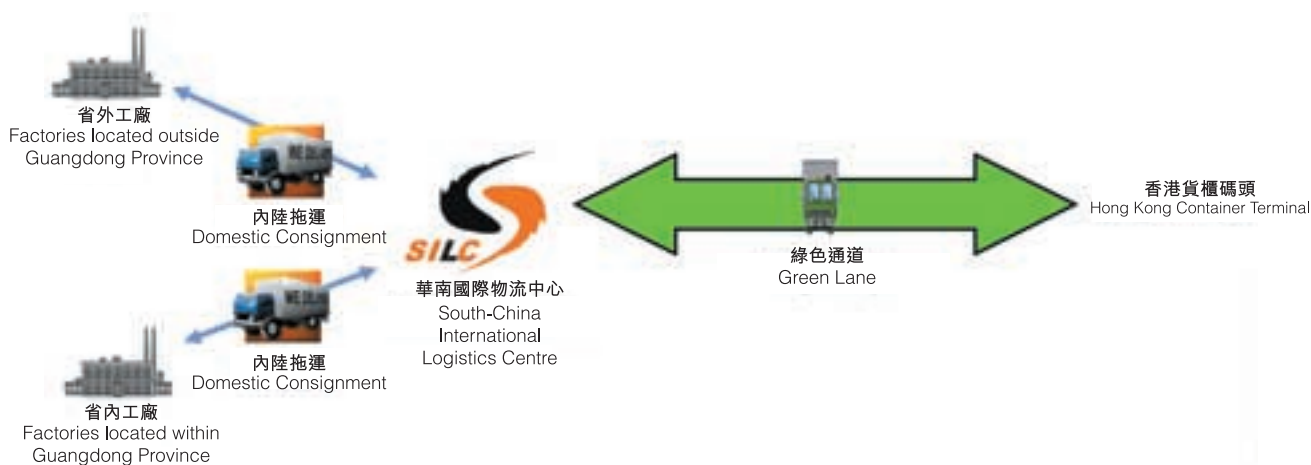 省外工廠
Factories located outside
Guangdong Province
內陸拖運
Domestic Consignment
SILC
華南國際物流中心
South-China
International
Logistics Centre
綠色通道
Green Lane
香港貨櫃碼頭
Hong Kong Container Terminal
內陸拖運
Domestic Consignment
省內工廠
Factories located within
Guangdong Province